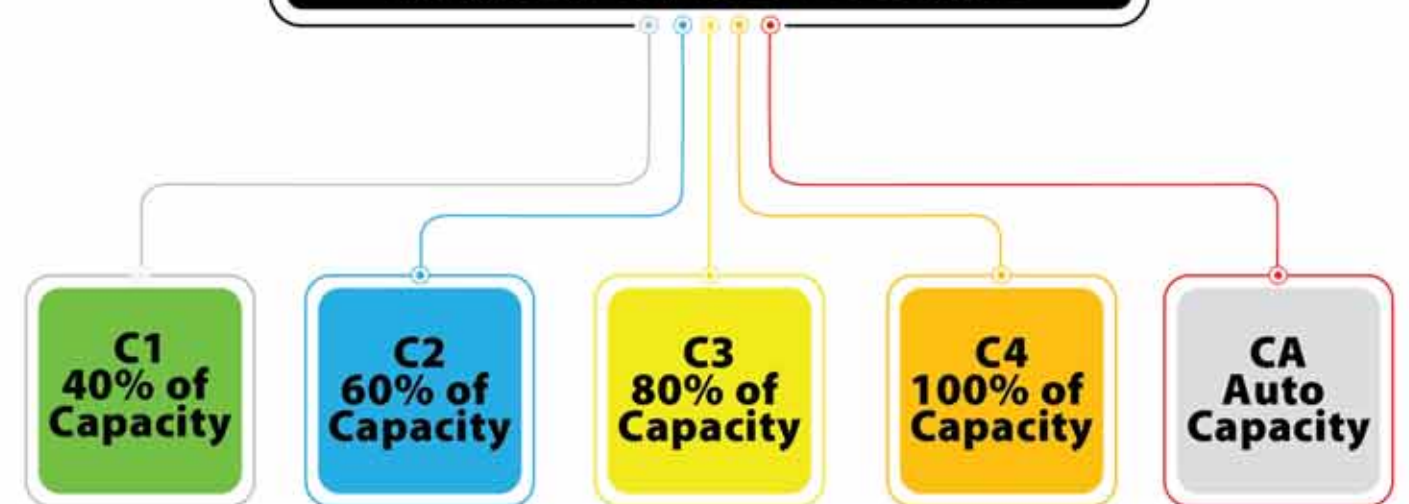 C1
40% of
Capacity
C2
60% of
Capacity
C3
80% of
Capacity
C4
100% of
Capacity
CA
Auto
Capacity